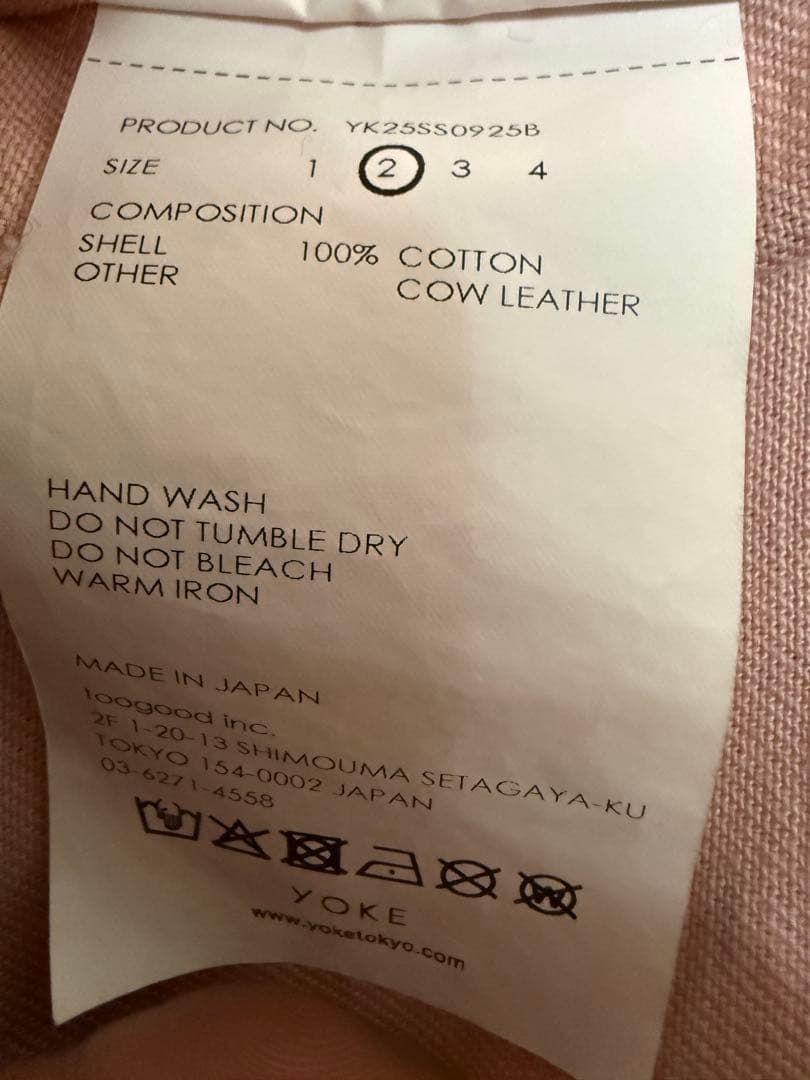 PRODUCT NO. YK25SS0925B
SIZE 1 2 3 4
COMPOSITION
SHELL 100% COTTON
OTHER COW LEATHER
HAND WASH
DO NOT TUMBLE DRY
DO NOT BLEACH
WARM IRON
MADE IN JAPAN
toogood inc.
2F 1-20-13 SHIMOUMA SETAGAYA-KU
TOKYO 154-0002 JAPAN
03-6271-4558
W
YOKE
www.yoketokyo.com